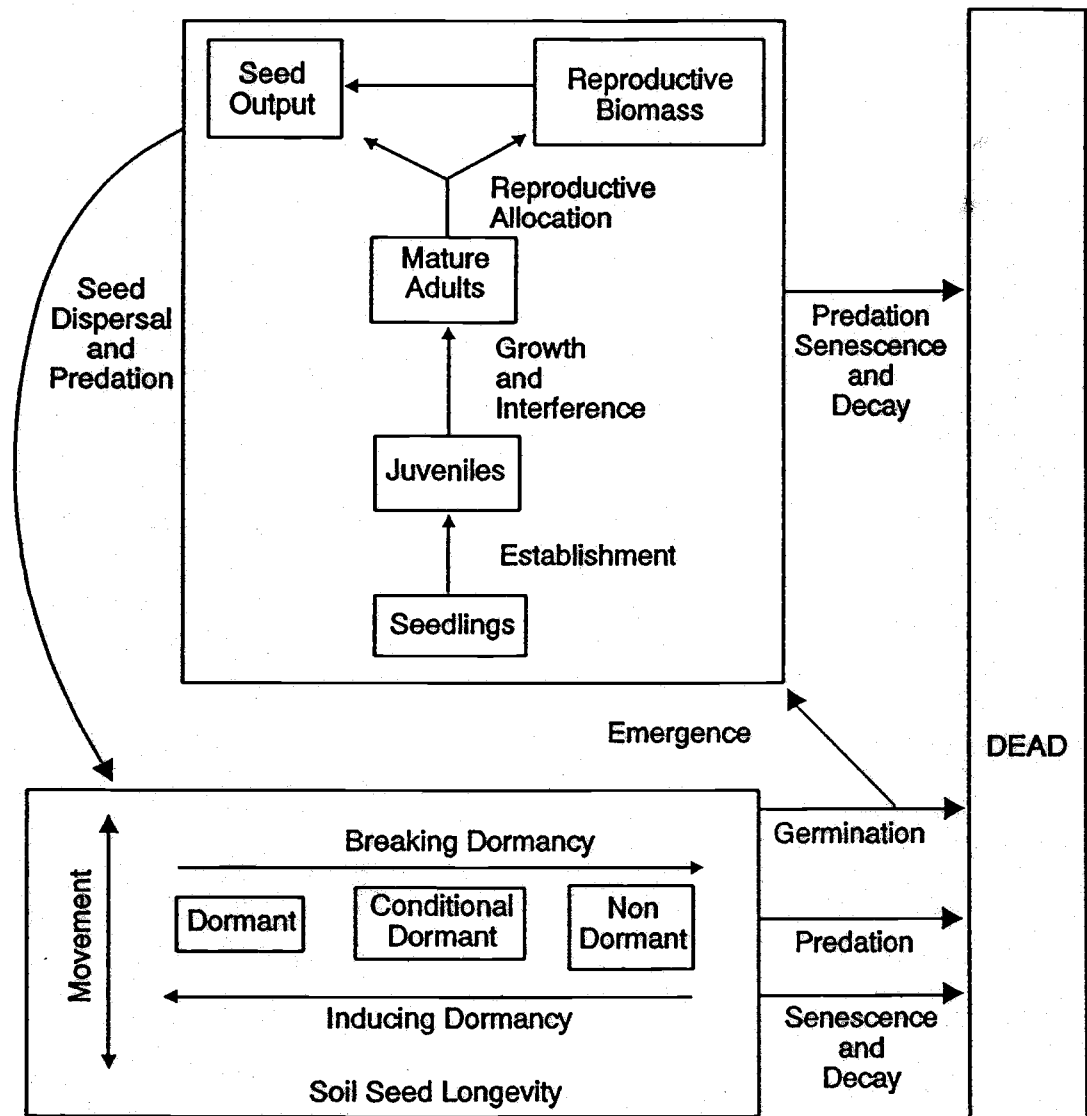 Seed
Output
Reproductive
Biomass
Reproductive
Allocation
Mature
Adults
Seed
Dispersal
and
Predation
Predation
Senescence
and
Decay
Growth
and
Interference
Juveniles
Establishment
Seedlings
Emergence
DEAD
Germination
Breaking Dormancy
Movement
Dormant
Conditional
Dormant
Non
Dormant
Predation
Inducing Dormancy
Senescence
and
Decay
Soil Seed Longevity